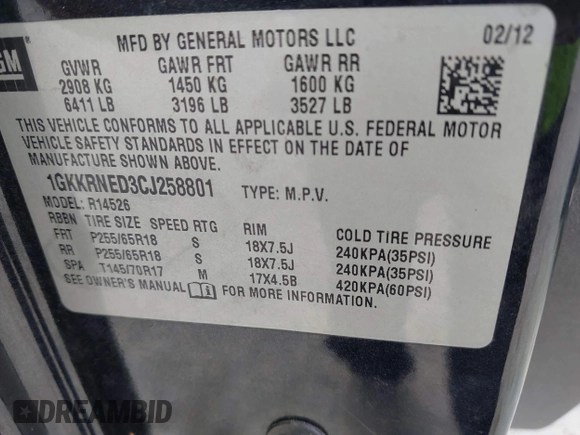 GM®
MFD BY GENERAL MOTORS LLC 02/12
GVWR GAWR FRT GAWR RR
2908 KG 1450 KG 1600 KG
6411 LB 3196 LB 3527 LB
THIS VEHICLE CONFORMS TO ALL APPLICABLE U.S. FEDERAL MOTOR
VEHICLE SAFETY STANDARDS IN EFFECT ON THE DATE OF
MANUFACTURE SHOWN ABOVE.
1GKKRNED3CJ258801 TYPE: M.P.V.
MODEL: R14526
RBBN TIRE SIZE SPEED RTG RIM COLD TIRE PRESSURE
FRT P255/65R18 S 18X7.5J 240KPA(35PSI)
RR P255/65R18 S 18X7.5J 240KPA(35PSI)
SPA T145/70R17 M 17X4.5B 420KPA(60PSI)
SEE OWNER'S MANUAL FOR MORE INFORMATION.
DREAMBID